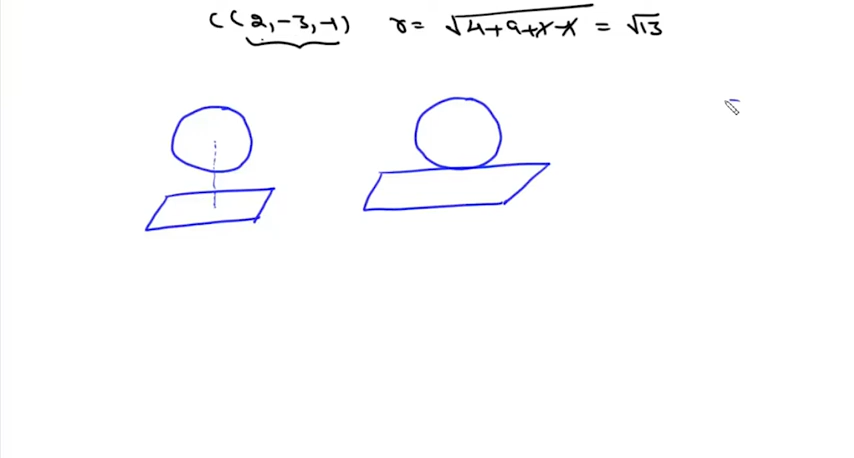 C(2,-3,-1) r= √4+9+1-1 = √13